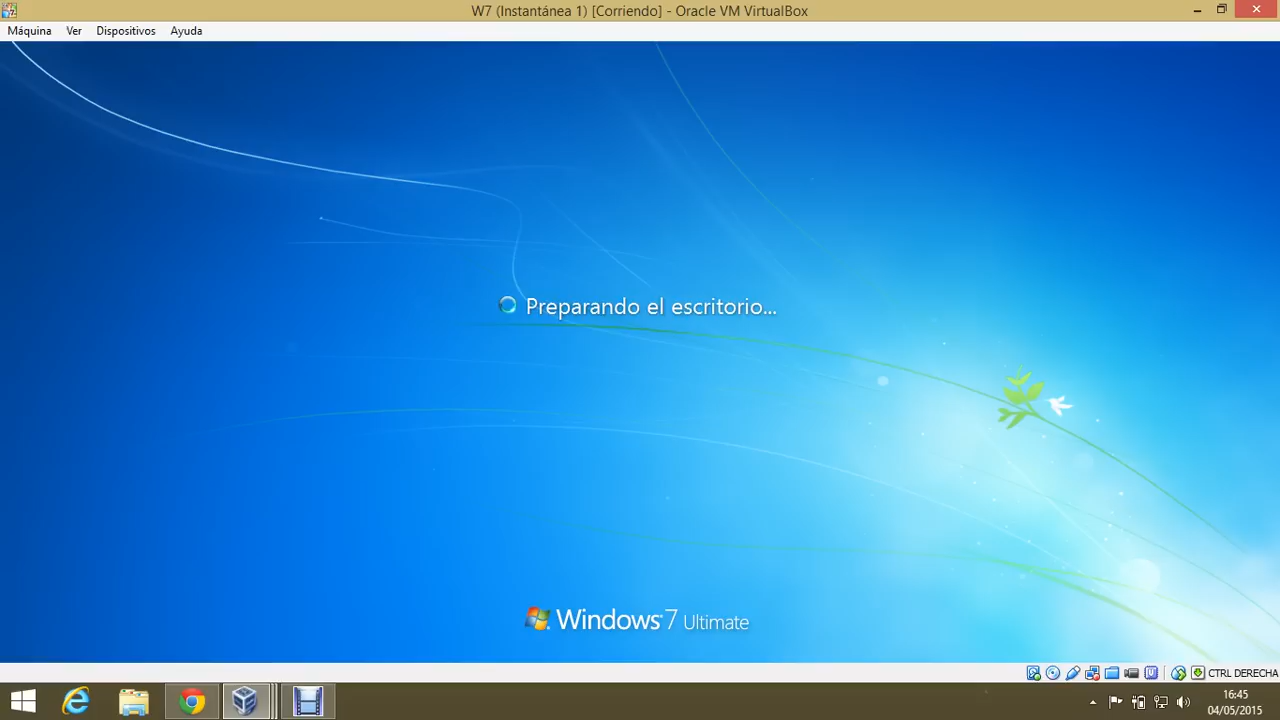 W7 (Instantánea 1) [Corriendo] - Oracle VM VirtualBox
Máquina Ver Dispositivos Ayuda
Preparando el escritorio...
Windows 7 Ultimate
CTRL DERECHA
16:45
04/05/2015